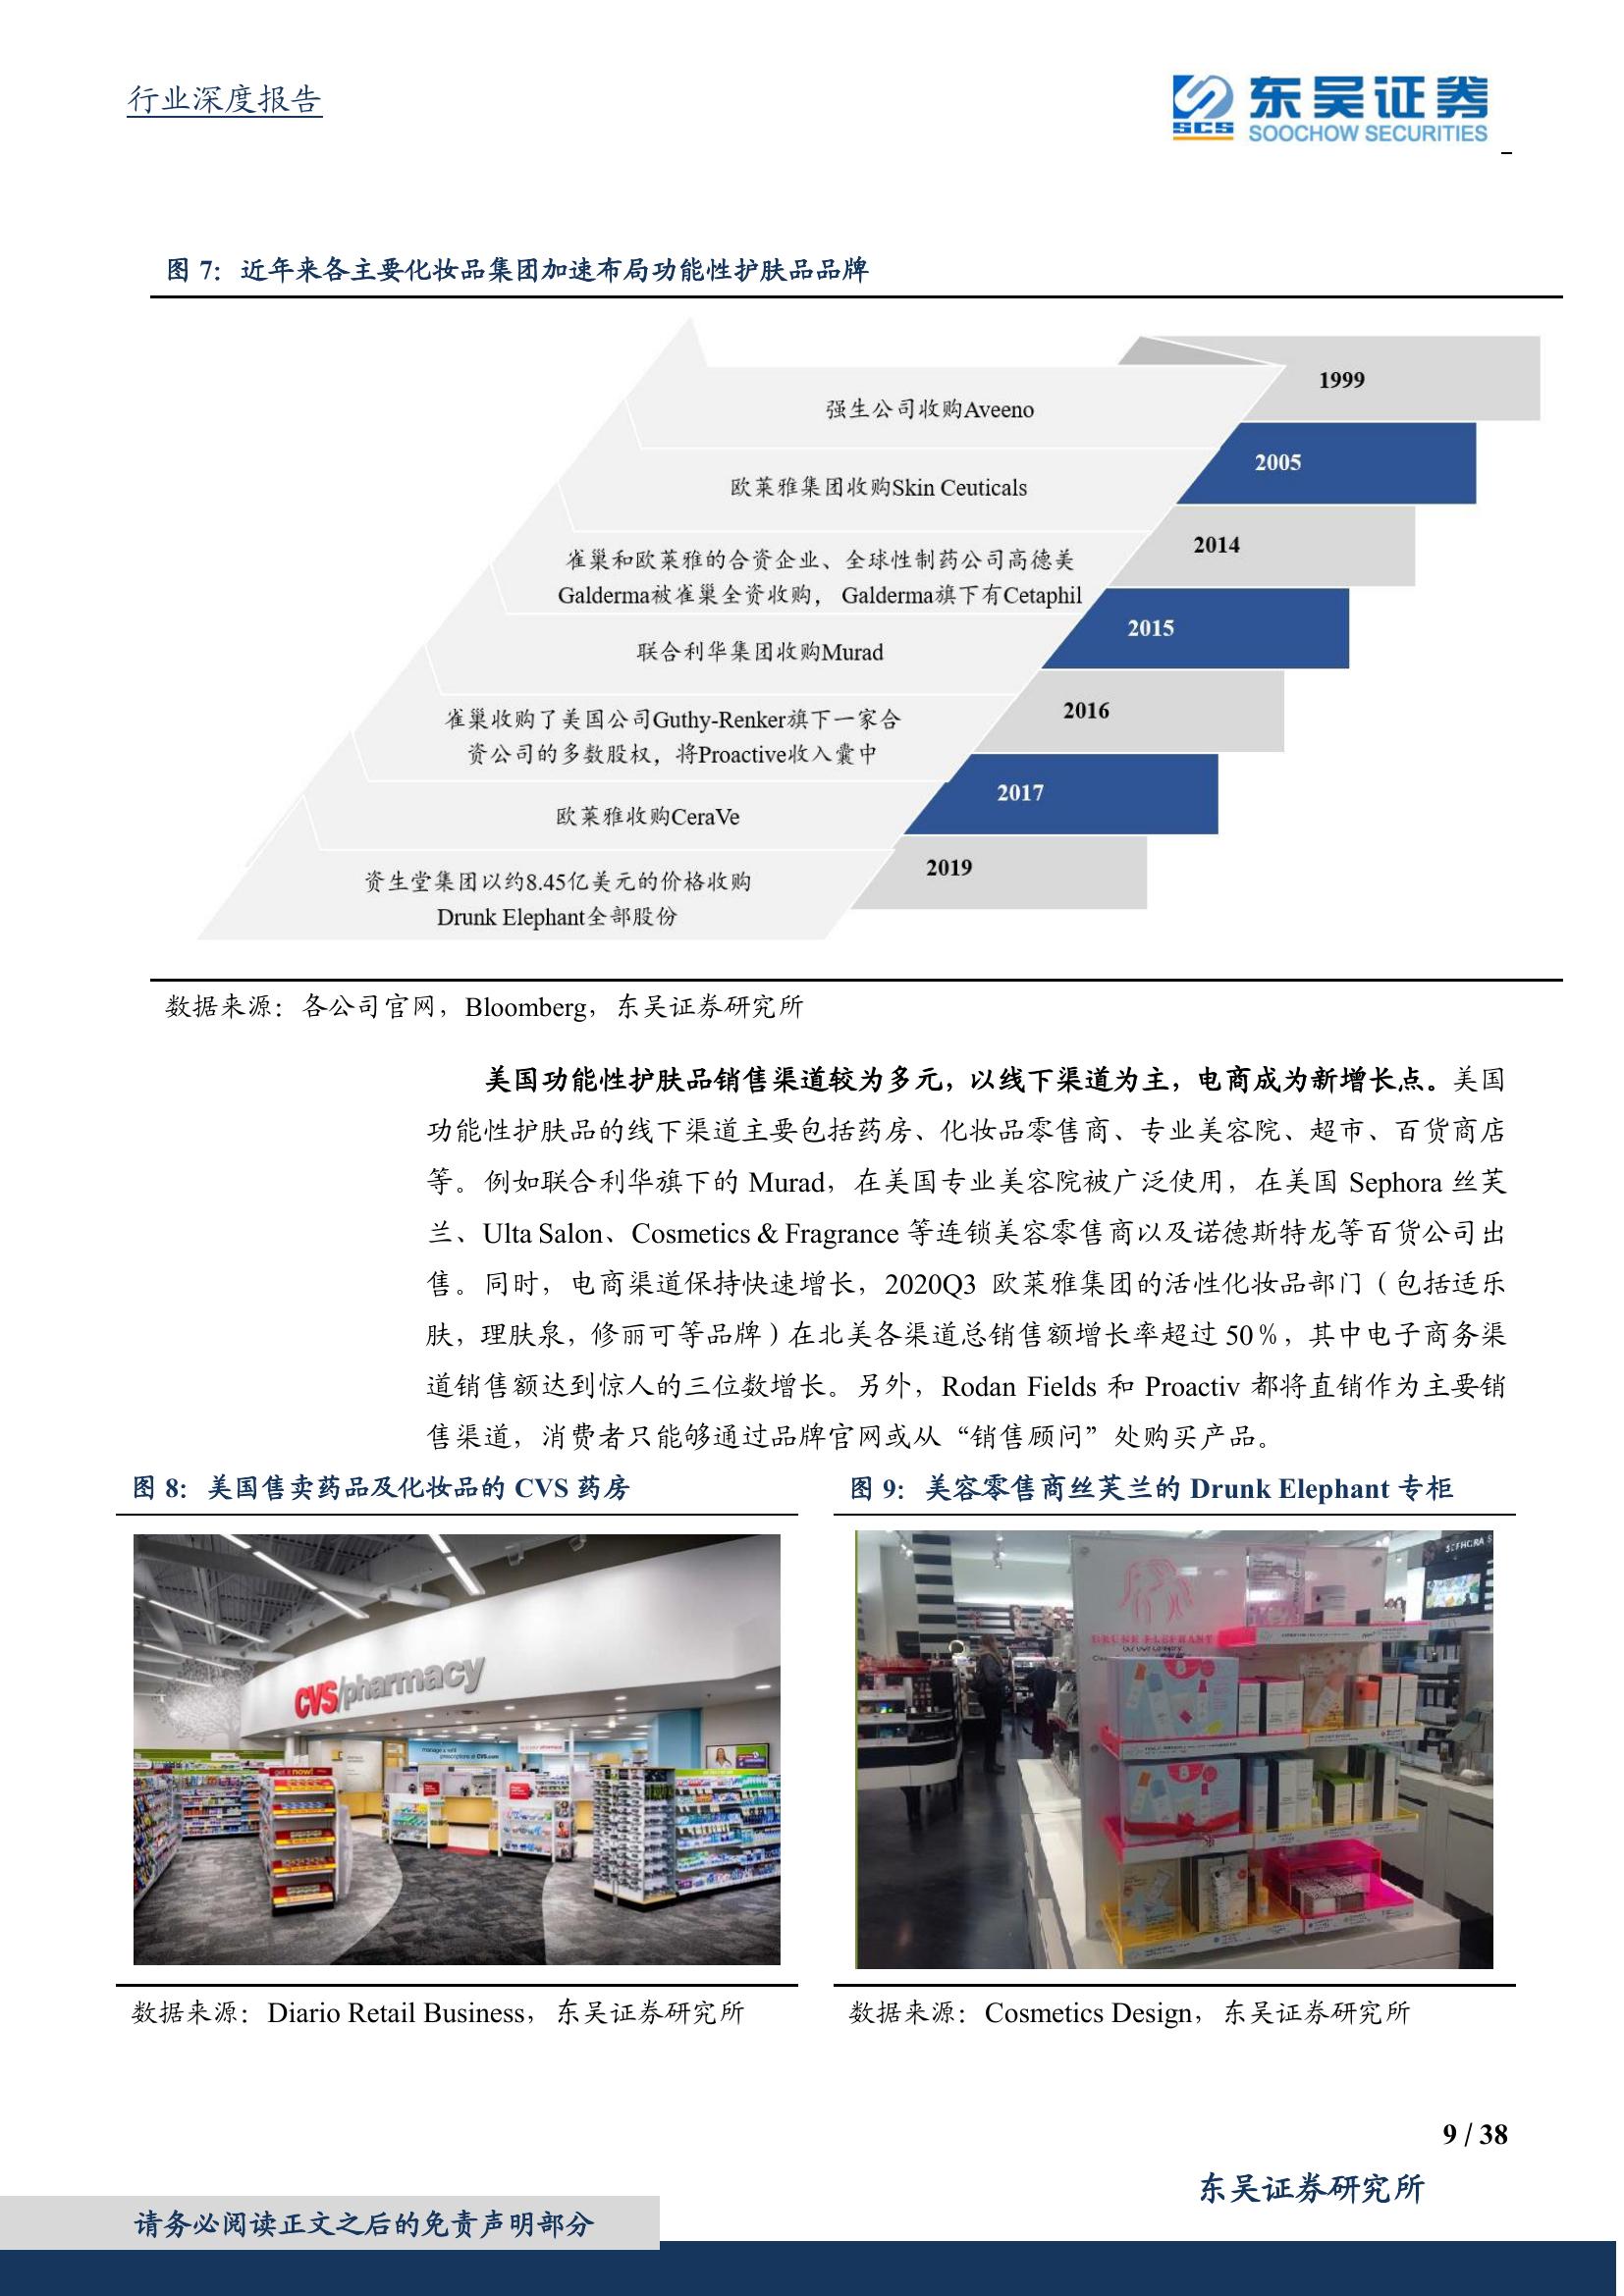 行业深度报告
SCS
东吴证券
SOOCHOW SECURITIES
图 7：近年来各主要化妆品集团加速布局功能性护肤品品牌
1999
强生公司收购Aveeno
2005
欧莱雅集团收购Skin Ceuticals
2014
雀巢和欧莱雅的合资企业、全球性制药公司高德美
Galderma被雀巢全资收购， Galderma旗下有Cetaphil
2015
联合利华集团收购Murad
2016
雀巢收购了美国公司Guthy-Renker旗下一家合
资公司的多数股权，将Proactive收入囊中
2017
欧莱雅收购CeraVe
2019
资生堂集团以约8.45亿美元的价格收购
Drunk Elephant全部股份
数据来源：各公司官网，Bloomberg，东吴证券研究所
美国功能性护肤品销售渠道较为多元，以线下渠道为主，电商成为新增长点。美国
功能性护肤品的线下渠道主要包括药房、化妆品零售商、专业美容院、超市、百货商店
等。例如联合利华旗下的 Murad，在美国专业美容院被广泛使用，在美国 Sephora 丝芙
兰、Ulta Salon、Cosmetics & Fragrance 等连锁美容零售商以及诺德斯特龙等百货公司出
售。同时，电商渠道保持快速增长，2020Q3 欧莱雅集团的活性化妆品部门（包括适乐
肤，理肤泉，修丽可等品牌）在北美各渠道总销售额增长率超过 50％，其中电子商务渠
道销售额达到惊人的三位数增长。另外，Rodan Fields 和 Proactiv 都将直销作为主要销
售渠道，消费者只能够通过品牌官网或从“销售顾问”处购买产品。
图 8：美国售卖药品及化妆品的 CVS 药房
图 9：美容零售商丝芙兰的 Drunk Elephant 专柜
CVS/pharmacy
get it now!
SEPHORA
DRUNK ELEPHANT
数据来源：Diario Retail Business，东吴证券研究所
数据来源：Cosmetics Design，东吴证券研究所
9 / 38
东吴证券研究所
请务必阅读正文之后的免责声明部分